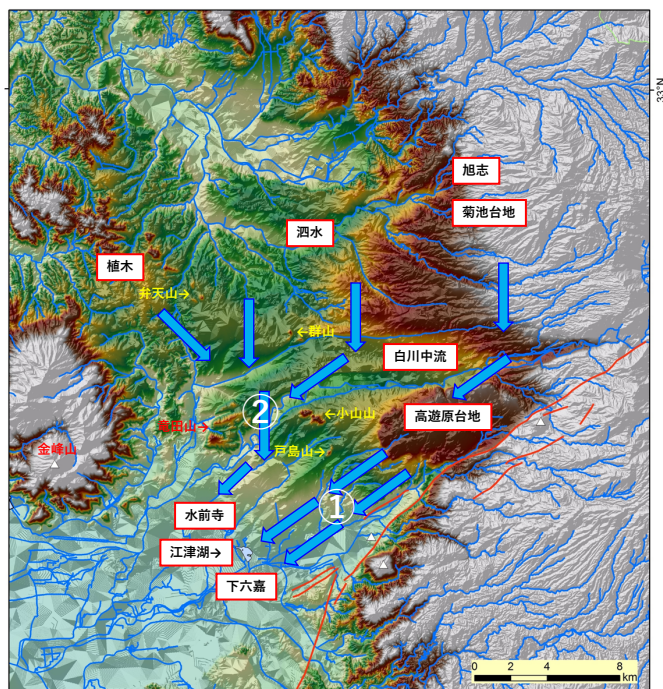 33°N
旭志
菊池台地
泗水
植木
弁天山→
←群山
白川中流
②
←小山山
高遊原台地
立田山→
金峰山
戸島山→
①
水前寺
江津湖→
下六嘉
0 2 4 8
km